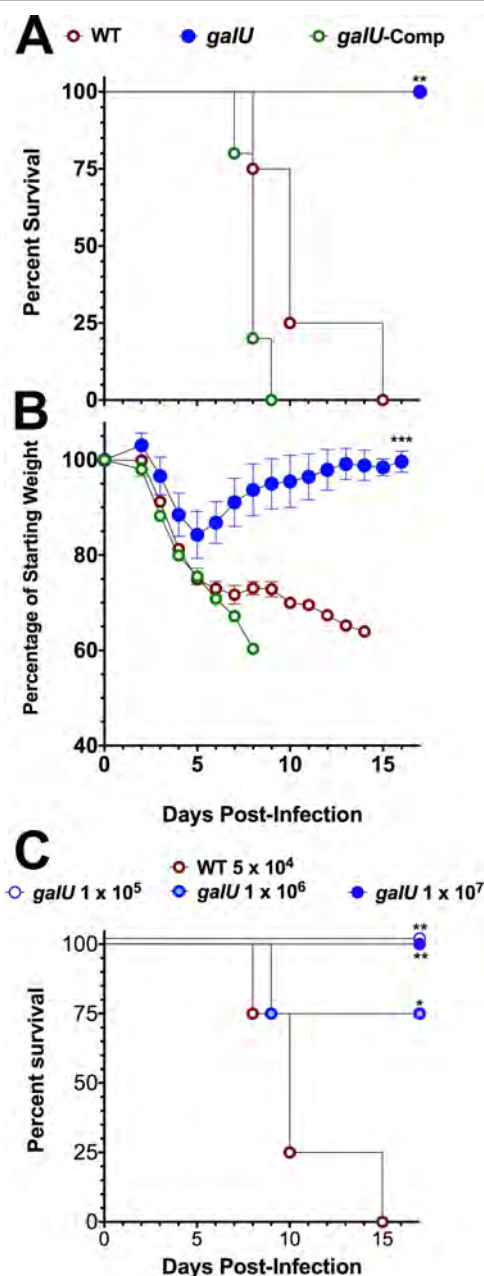 A WT galU galU-Comp
**
100
75
50
25
0
Percent Survival
B
***
100
80
60
40
Percentage of Starting Weight
0 5 10 15
Days Post-Infection
C
WT 5 x 10⁴
galU 1 x 10⁵ galU 1 x 10⁶ galU 1 x 10⁷
**
**
*
100
75
50
25
0
Percent survival
0 5 10 15
Days Post-Infection